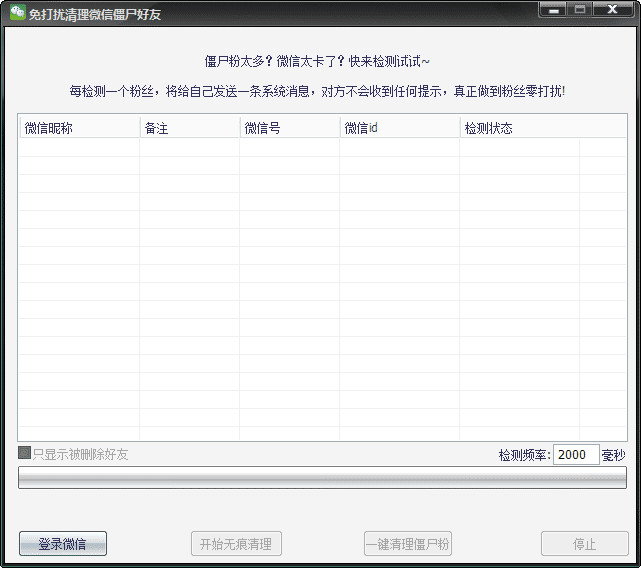 免打扰清理微信僵尸好友
僵尸粉太多？微信太卡了？快来检测试试~
每检测一个粉丝，将给自己发送一条系统消息，对方不会收到任何提示，真正做到粉丝零打扰!
微信昵称 备注 微信号 微信id 检测状态
只显示被删除好友 检测频率: 2000 毫秒
登录微信 开始无痕清理 一键清理僵尸粉 停止